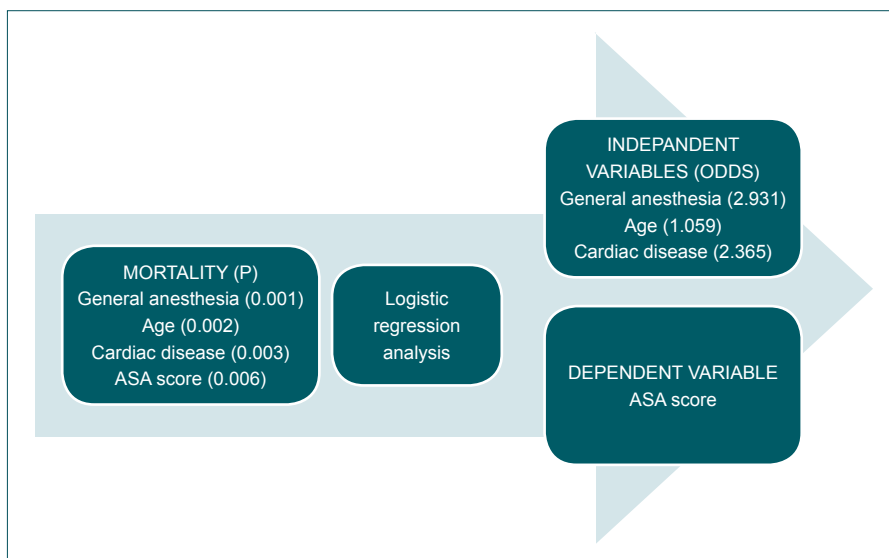 MORTALITY (P)
General anesthesia (0.001)
Age (0.002)
Cardiac disease (0.003)
ASA score (0.006)
Logistic
regression
analysis
INDEPANDENT
VARIABLES (ODDS)
General anesthesia (2.931)
Age (1.059)
Cardiac disease (2.365)
DEPENDENT VARIABLE
ASA score